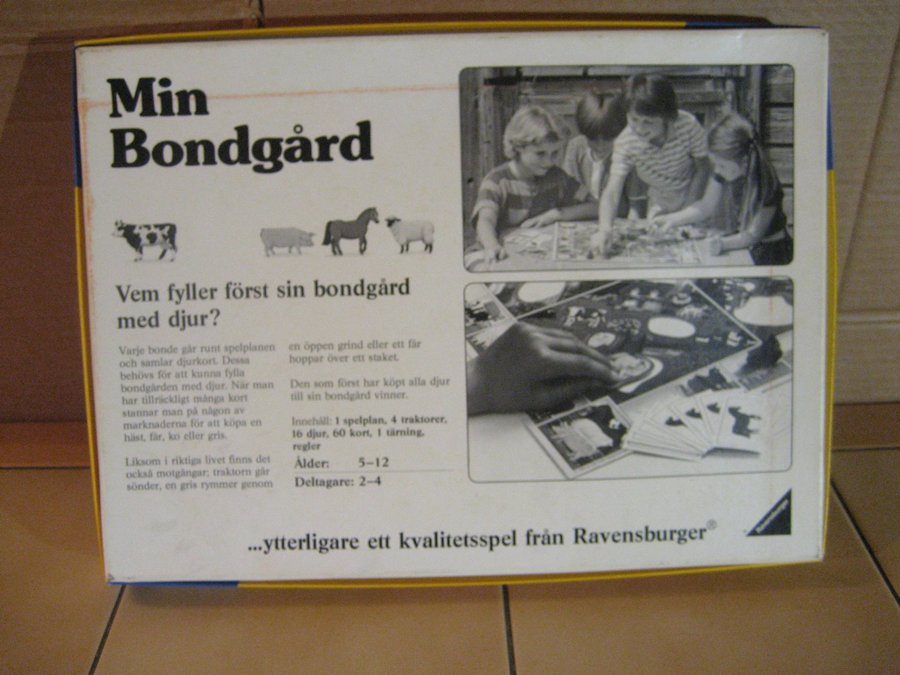 Min
Bondgård
Vem fyller först sin bondgård
med djur?
Varje bonde går runt spelplanen
och samlar djurkort. Dessa
behövs för att kunna fylla
bondgården med djur. När man
har tillräckligt många kort
stannar man på någon av
marknaderna för att köpa en
häst, får, ko eller gris.
Liksom i riktiga livet finns det
också motgångar: traktorn går
sönder, en gris rymmer genom
en öppen grind eller ett får
hoppar över ett staket.
Den som först har köpt alla djur
till sin bondgård vinner.
Innehåll: 1 spelplan, 4 traktorer,
16 djur, 60 kort, 1 tärning,
regler
Ålder: 5–12
Deltagare: 2–4
...ytterligare ett kvalitetsspel från Ravensburger®
Ravensburger